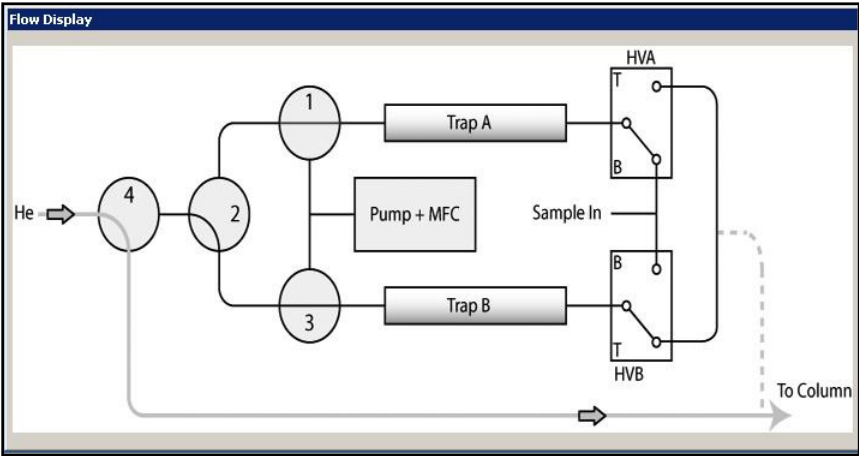 Flow Display
HVA
T
1
Trap A
B
4
He
2
Pump + MFC
Sample In
B
3
Trap B
T
HVB
To Column